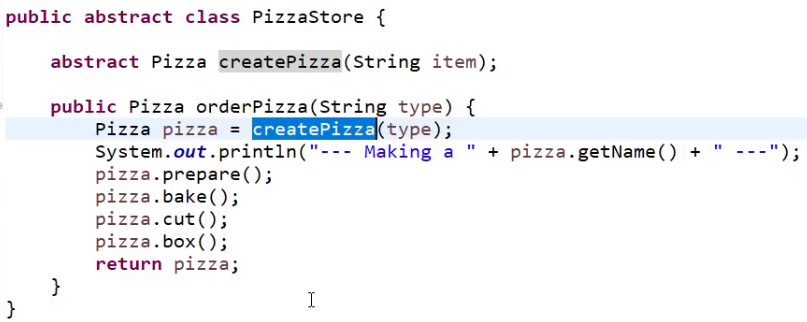 public abstract class PizzaStore {
abstract Pizza createPizza(String item);
public Pizza orderPizza(String type) {
Pizza pizza = createPizza(type);
System.out.println("--- Making a " + pizza.getName() + " ---");
pizza.prepare();
pizza.bake();
pizza.cut();
pizza.box();
return pizza;
}
}